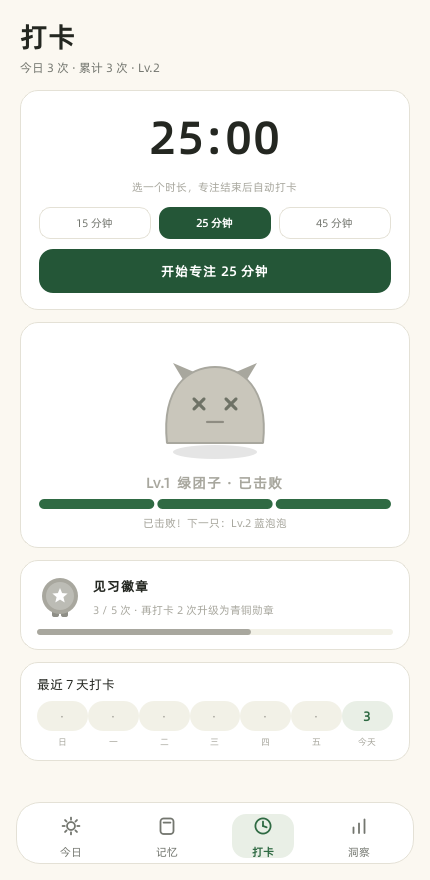 打卡
今日 3 次 · 累计 3 次 · Lv.2
25:00
选一个时长，专注结束后自动打卡
15 分钟
25 分钟
45 分钟
开始专注 25 分钟
Lv.1 绿团子 · 已击败
已击败！下一只：Lv.2 蓝泡泡
见习徽章
3 / 5 次 · 再打卡 2 次升级为青铜勋章
最近 7 天打卡
· · · · · · 3
日 一 二 三 四 五 今天
今日 记忆 打卡 洞察